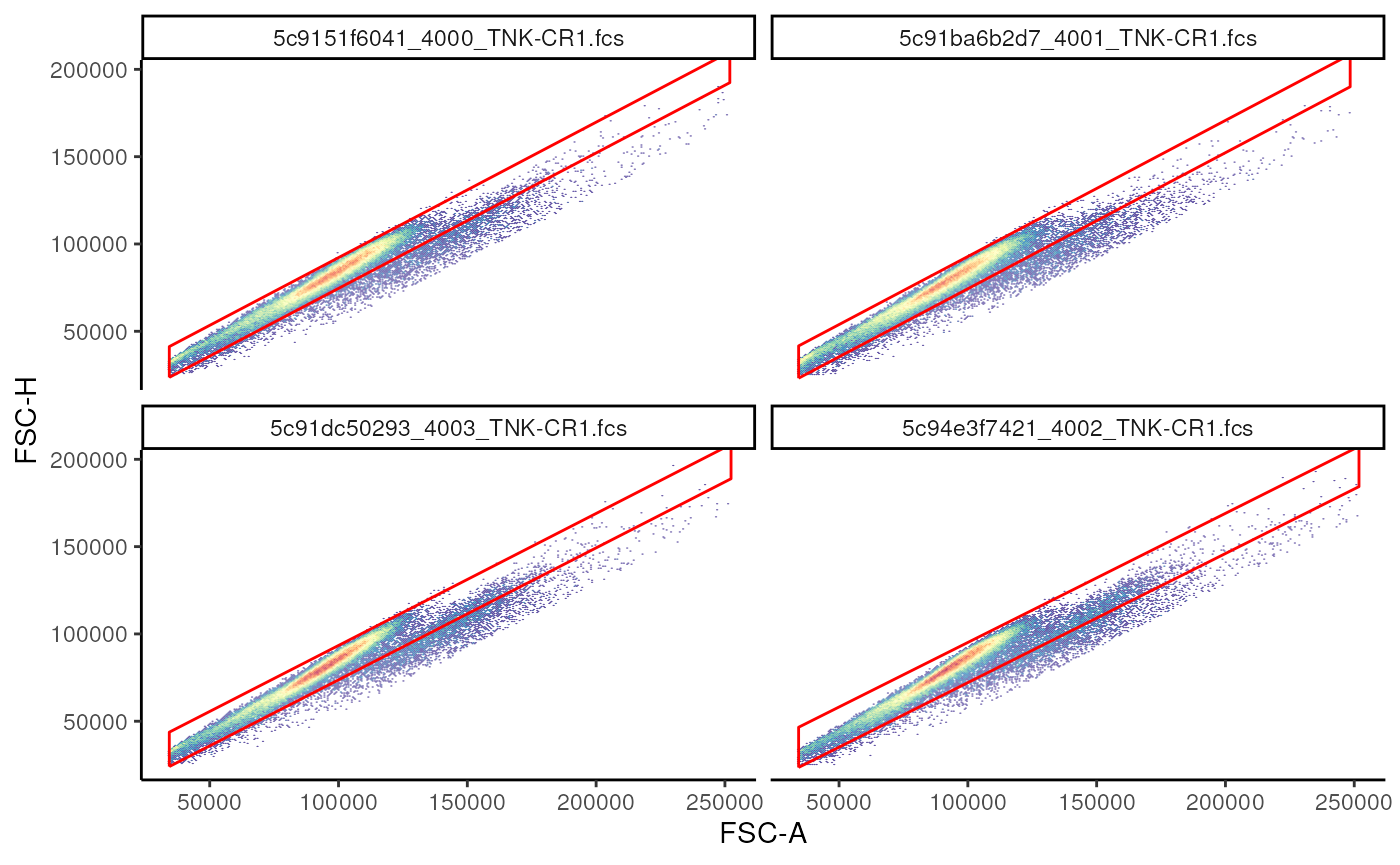 5c9151f6041_4000_TNK-CR1.fcs
5c91ba6b2d7_4001_TNK-CR1.fcs
200000
150000
100000
50000
FSC-H
5c91dc50293_4003_TNK-CR1.fcs
5c94e3f7421_4002_TNK-CR1.fcs
200000
150000
100000
50000
50000 100000 150000 200000 250000
50000 100000 150000 200000 250000
FSC-A